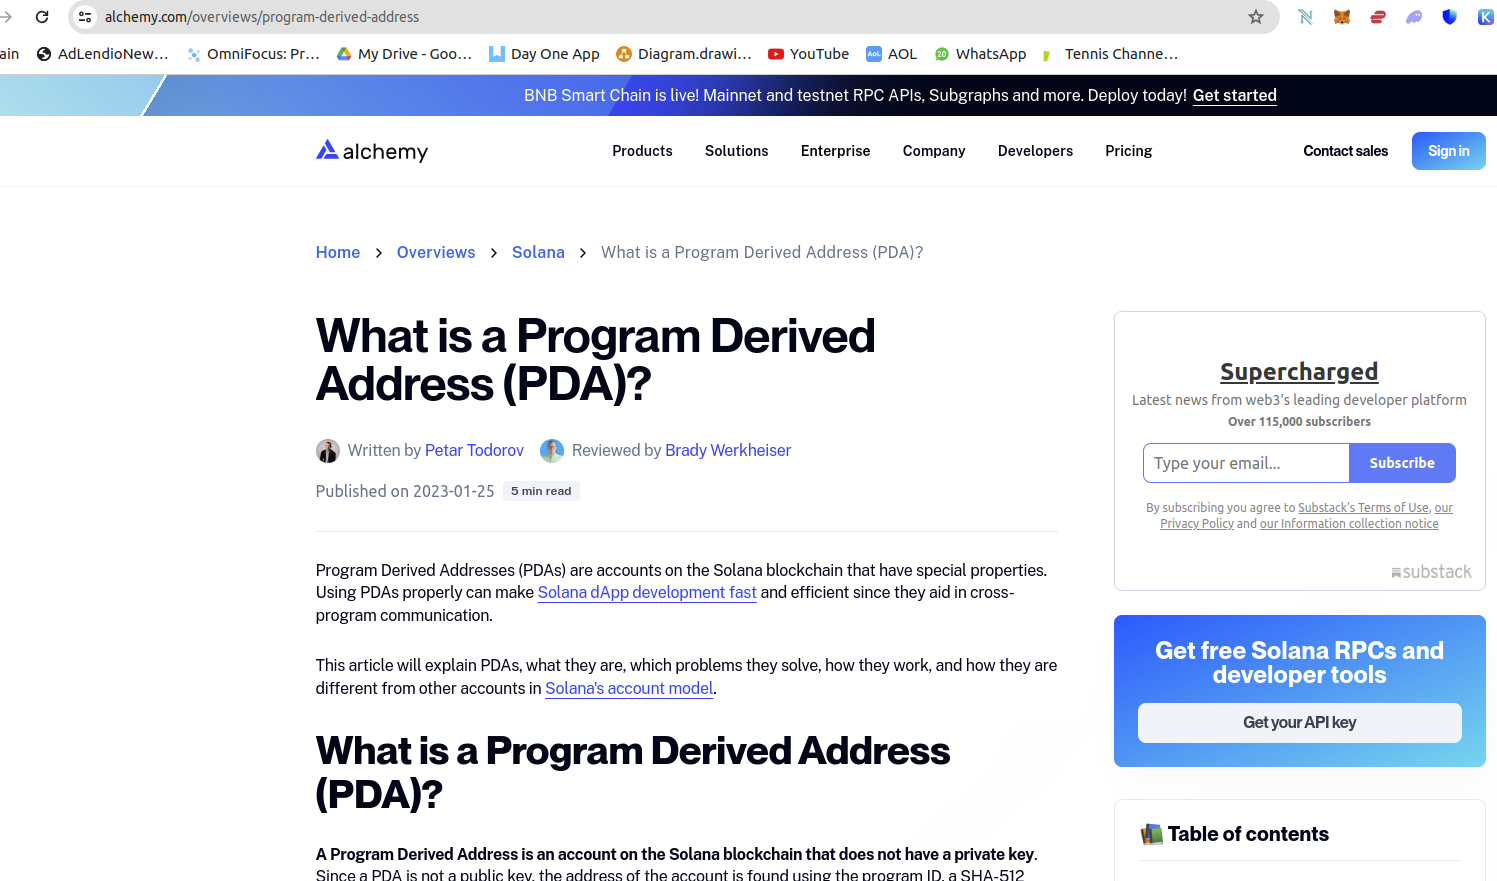 alchemy.com/overviews/program-derived-address
ain AdLendioNew... OmniFocus: Pr... My Drive - Goo... Day One App Diagram.drawi... YouTube Aol. AOL 20 WhatsApp Tennis Channe...
BNB Smart Chain is live! Mainnet and testnet RPC APIs, Subgraphs and more. Deploy today! Get started
alchemy Products Solutions Enterprise Company Developers Pricing Contact sales Sign in
Home > Overviews > Solana > What is a Program Derived Address (PDA)?
What is a Program Derived
Address (PDA)?
Written by Petar Todorov Reviewed by Brady Werkheiser
Published on 2023-01-25 5 min read
Program Derived Addresses (PDAs) are accounts on the Solana blockchain that have special properties.
Using PDAs properly can make Solana dApp development fast and efficient since they aid in cross-
program communication.
This article will explain PDAs, what they are, which problems they solve, how they work, and how they are
different from other accounts in Solana's account model.
What is a Program Derived Address
(PDA)?
A Program Derived Address is an account on the Solana blockchain that does not have a private key.
Since a PDA is not a public key, the address of the account is found using the program ID, a SHA-512
Supercharged
Latest news from web3's leading developer platform
Over 115,000 subscribers
Type your email... Subscribe
By subscribing you agree to Substack's Terms of Use, our
Privacy Policy and our Information collection notice
substack
Get free Solana RPCs and
developer tools
Get your API key
Table of contents